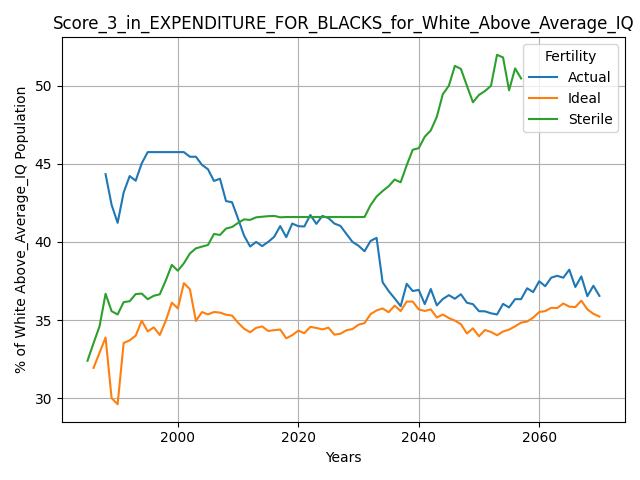 Score_3_in_EXPENDITURE_FOR_BLACKS_for_White_Above_Average_IQ
% of White Above_Average_IQ Population
50
45
40
35
30
Fertility
Actual
Ideal
Sterile
2000
2020
2040
2060
Years